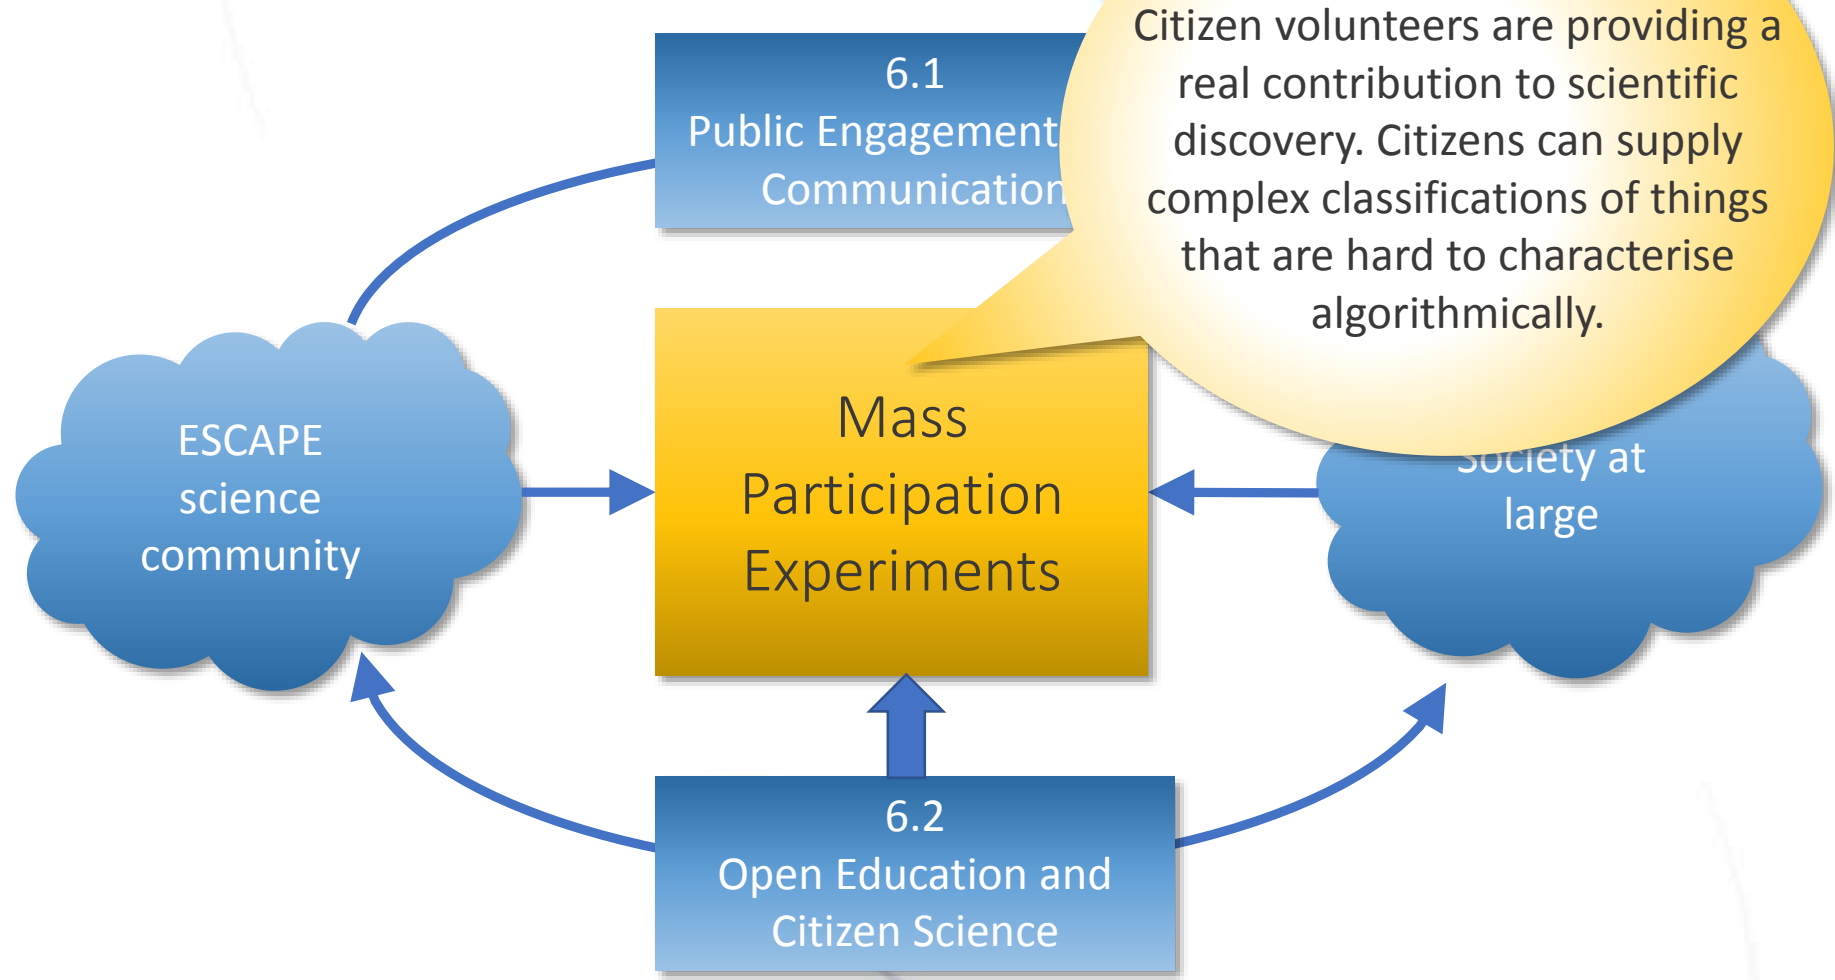 6.1
Public Engagement
Communication
Citizen volunteers are providing a
real contribution to scientific
discovery. Citizens can supply
complex classifications of things
that are hard to characterise
algorithmically.
ESCAPE
science
community
Mass
Participation
Experiments
Society at
large
6.2
Open Education and
Citizen Science